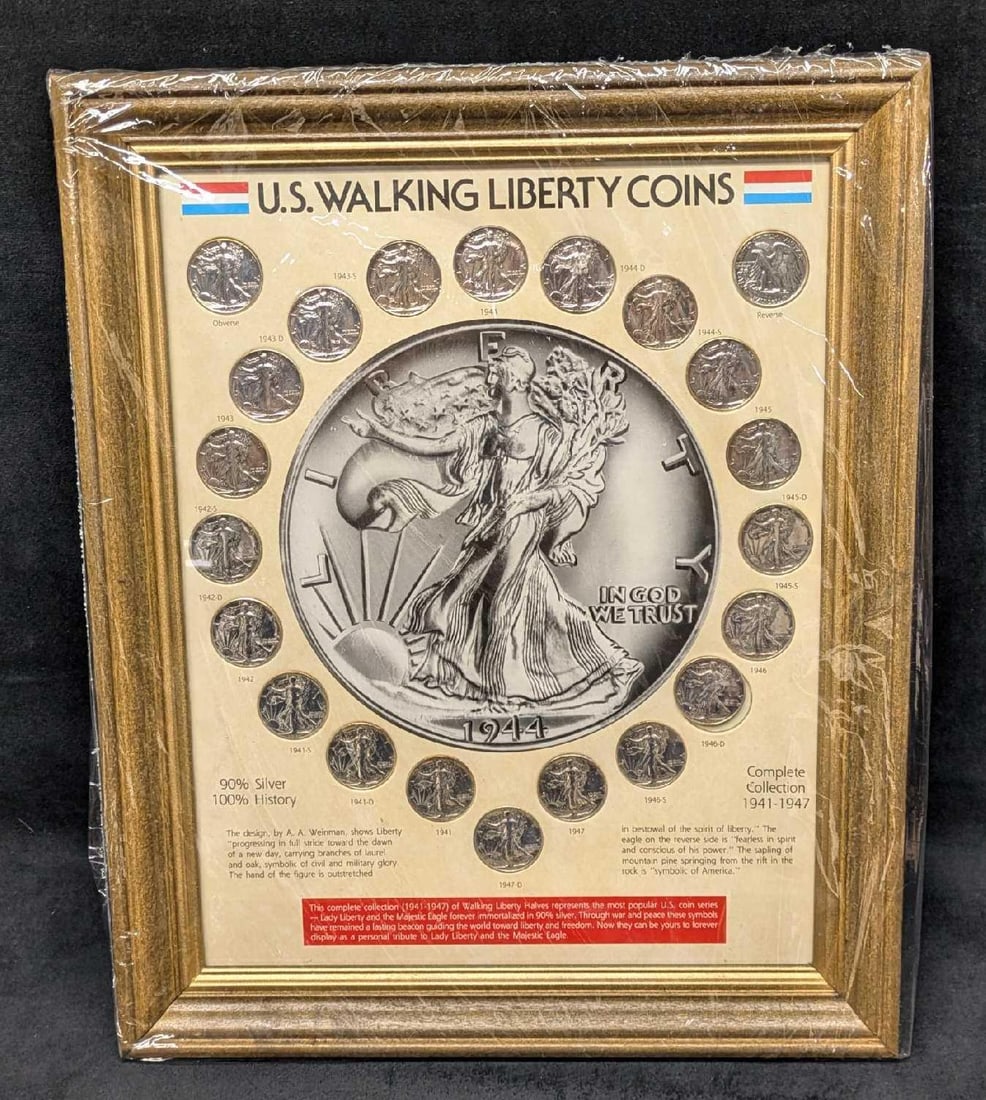 U.S. WALKING LIBERTY COINS
Obverse
1943-S
1944-D
Reverse
1943-D
1944-S
1943
1945
1942-S
1945-D
1942-D
1945-S
1942
1946
1941-S
1946-D
1941-D
1946-S
1941
1947
1947-D
LIBERTY
IN GOD
WE TRUST
1944
90% Silver
100% History
Complete
Collection
1941-1947
The design, by A. A. Weinman, shows Liberty
"progressing in full stride toward the dawn
of a new day, carrying branches of laurel
and oak, symbolic of civil and military glory.
The hand of the figure is outstretched
in bestowal of the spirit of liberty." The
eagle on the reverse side is "fearless in spirit
and conscious of his power." The sapling of
mountain pine springing from the rift in the
rock is "symbolic of America."
This complete collection (1941-1947) of Walking Liberty Halves represents the most popular U.S. coin series
— Lady Liberty and the Majestic Eagle forever immortalized in 90% silver. Through war and peace these symbols
have remained a lasting beacon guiding the world toward liberty and freedom. Now they can be yours to forever
display as a personal tribute to Lady Liberty and the Majestic Eagle.